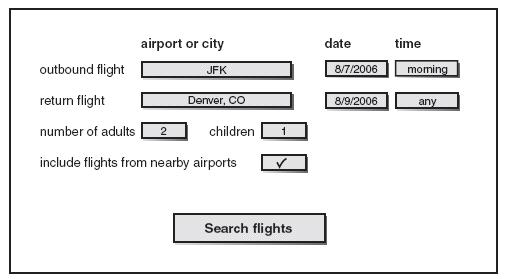 airport or city date time
outbound flight JFK 8/7/2006 morning
return flight Denver, CO 8/9/2006 any
number of adults 2 children 1
include flights from nearby airports ✓
Search flights